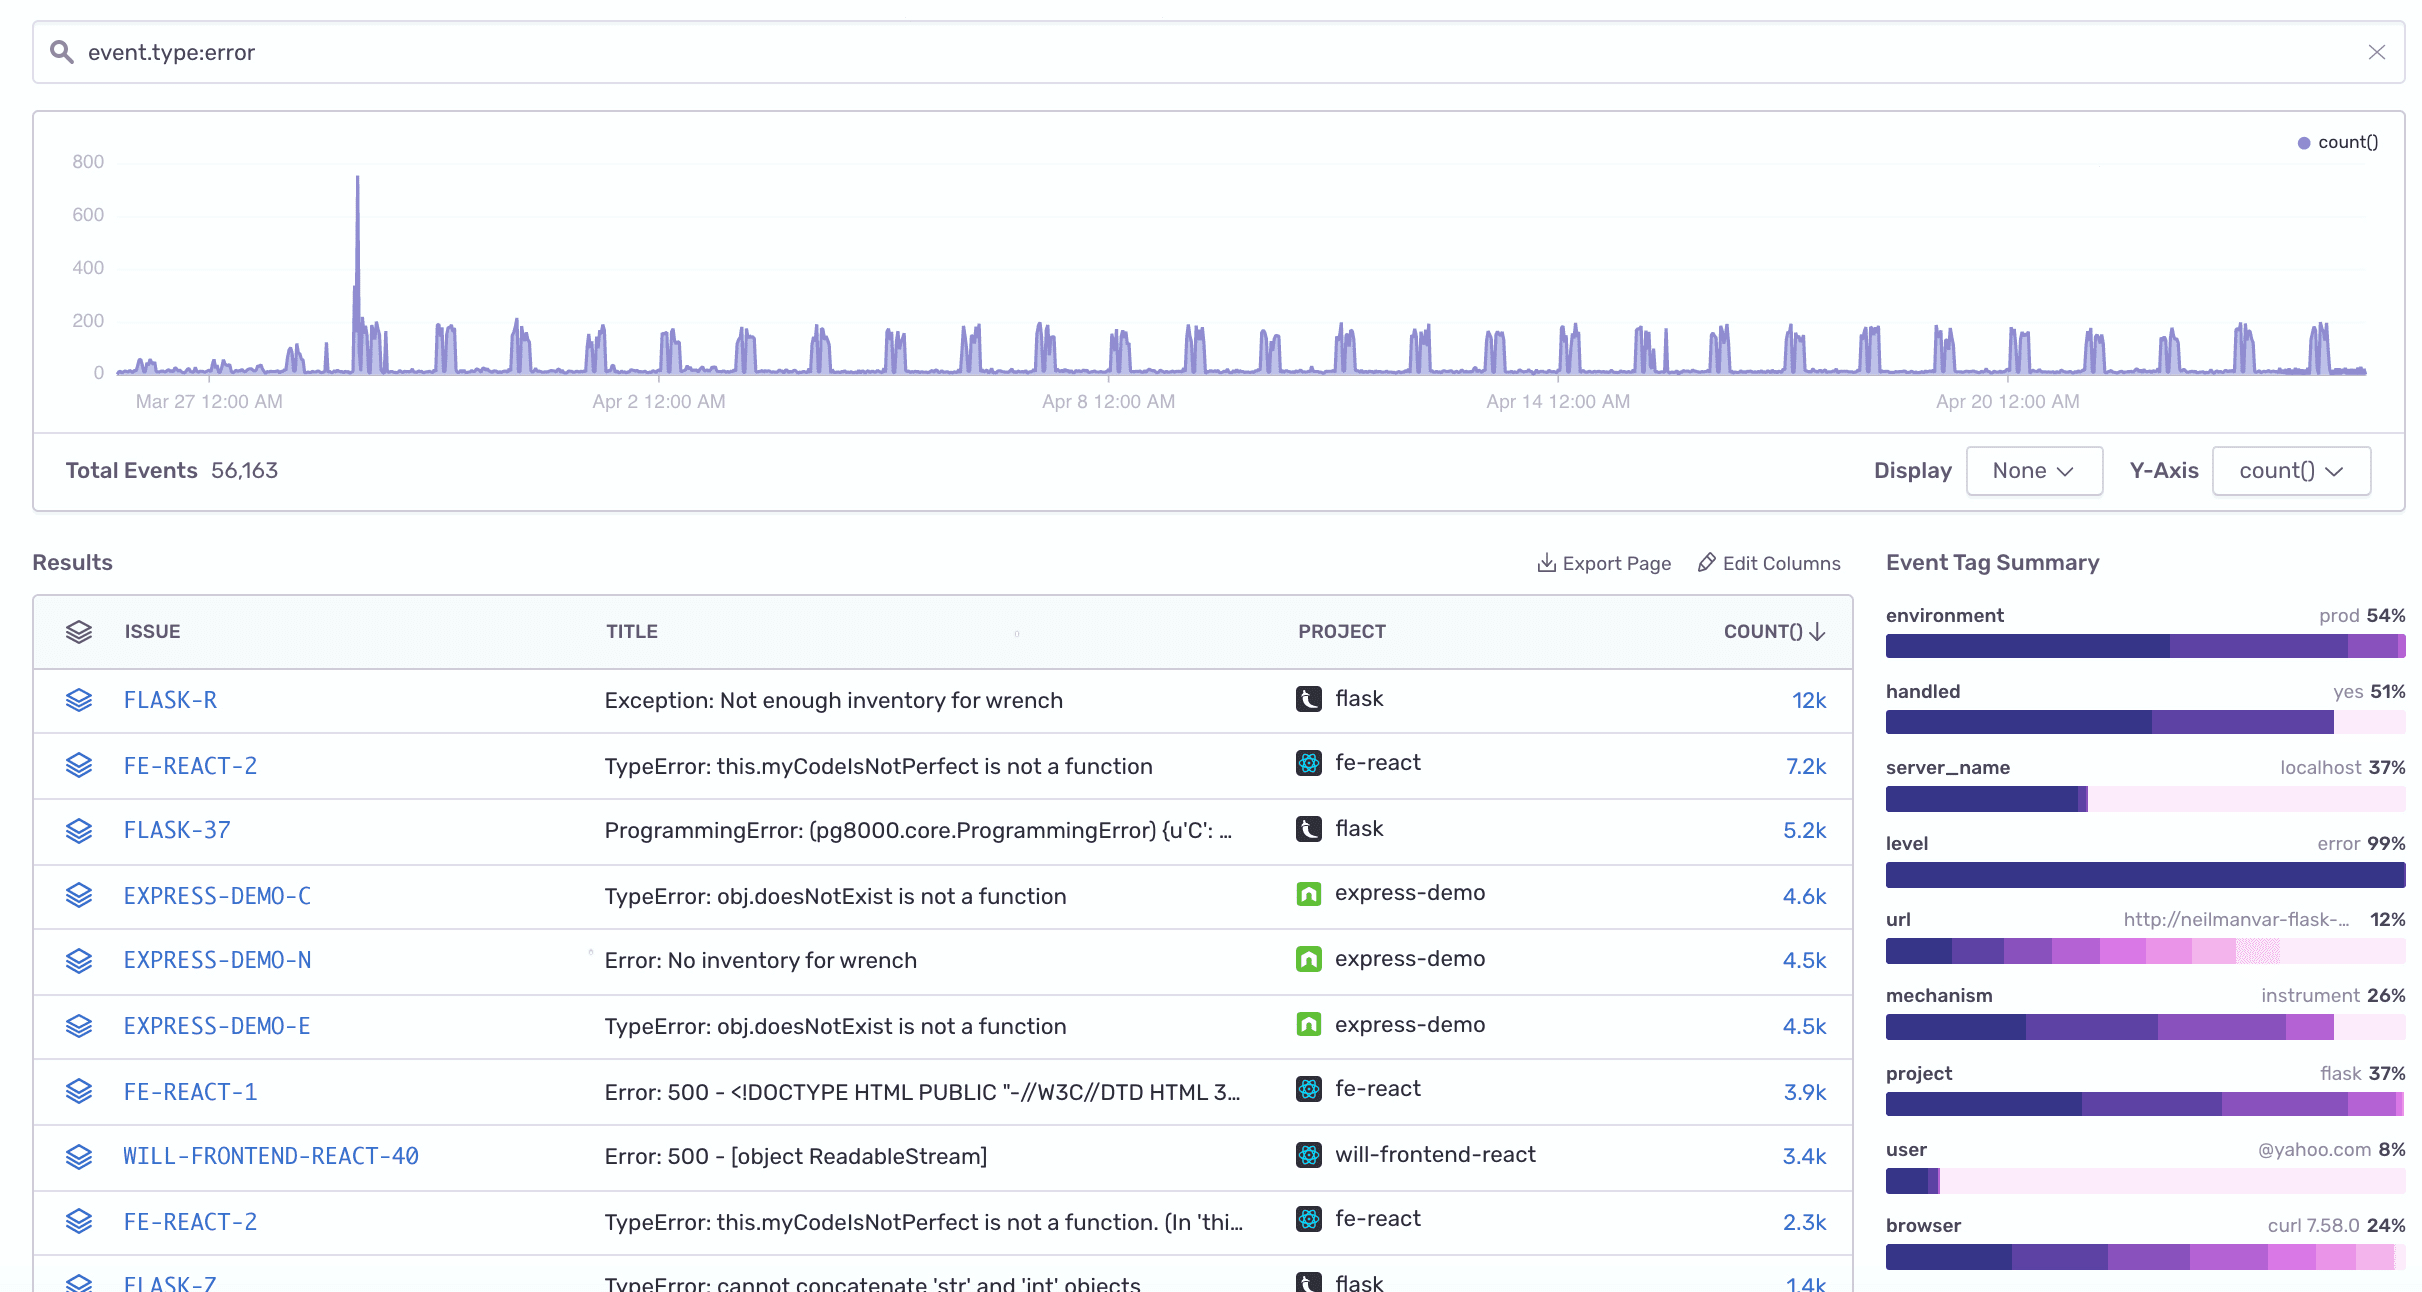 event.type:error
count()
800
600
400
200
0
Mar 27 12:00 AM Apr 2 12:00 AM Apr 8 12:00 AM Apr 14 12:00 AM Apr 20 12:00 AM
Total Events 56,163 Display None Y-Axis count()
Results Export Page Edit Columns
ISSUE TITLE PROJECT COUNT()
FLASK-R Exception: Not enough inventory for wrench flask 12k
FE-REACT-2 TypeError: this.myCodeIsNotPerfect is not a function fe-react 7.2k
FLASK-37 ProgrammingError: (pg8000.core.ProgrammingError) {u'C': … flask 5.2k
EXPRESS-DEMO-C TypeError: obj.doesNotExist is not a function express-demo 4.6k
EXPRESS-DEMO-N Error: No inventory for wrench express-demo 4.5k
EXPRESS-DEMO-E TypeError: obj.doesNotExist is not a function express-demo 4.5k
FE-REACT-1 Error: 500 - <!DOCTYPE HTML PUBLIC "-//W3C//DTD HTML 3… fe-react 3.9k
WILL-FRONTEND-REACT-40 Error: 500 - [object ReadableStream] will-frontend-react 3.4k
FE-REACT-2 TypeError: this.myCodeIsNotPerfect is not a function. (In 'thi… fe-react 2.3k
FLASK-Z TypeError: cannot concatenate 'str' and 'int' objects flask 1.4k
Event Tag Summary
environment prod 54%
handled yes 51%
server_name localhost 37%
level error 99%
url http://neilmanvar-flask-… 12%
mechanism instrument 26%
project flask 37%
user @yahoo.com 8%
browser curl 7.58.0 24%